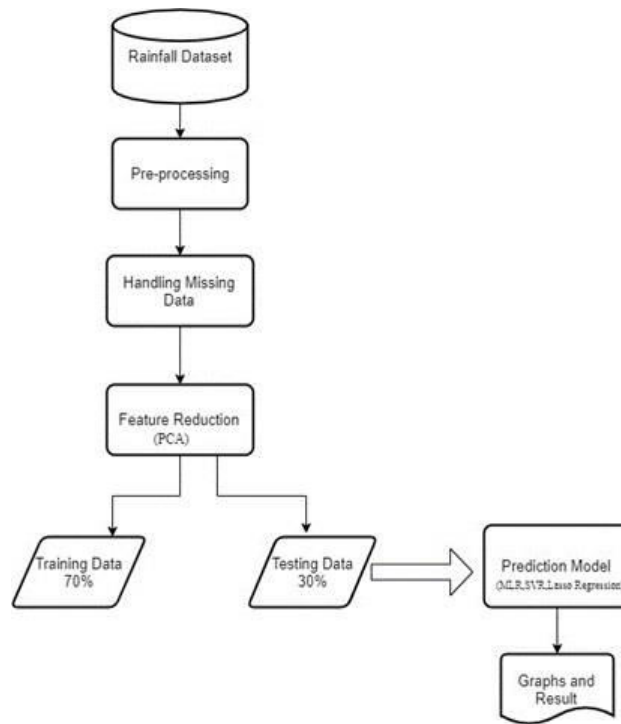 Rainfall Dataset
Pre-processing
Handling Missing
Data
Feature Reduction
(PCA)
Training Data
70%
Testing Data
30%
Prediction Model
(MLR,SVR,Lasso Regression)
Graphs and
Result